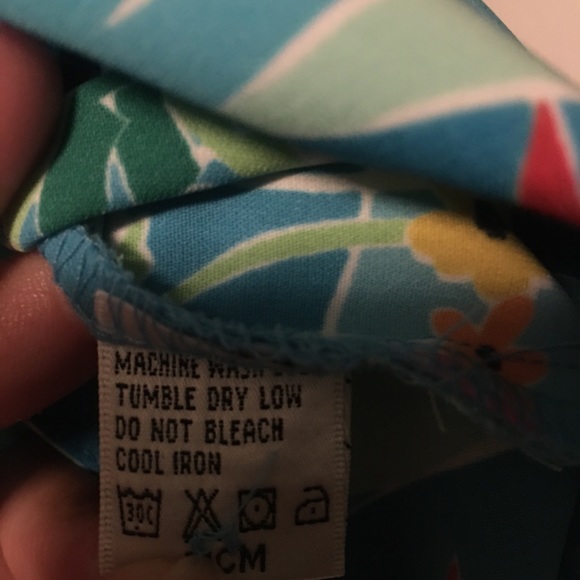 MACHINE WASH
TUMBLE DRY LOW
DO NOT BLEACH
COOL IRON
30C
CM